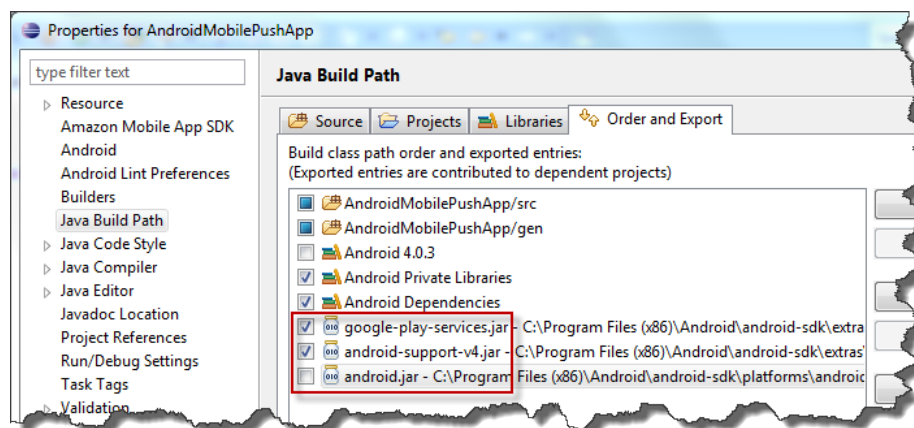 Properties for AndroidMobilePushApp
type filter text
Resource
Amazon Mobile App SDK
Android
Android Lint Preferences
Builders
Java Build Path
Java Code Style
Java Compiler
Java Editor
Javadoc Location
Project References
Run/Debug Settings
Task Tags
Validation
Java Build Path
Source Projects Libraries Order and Export
Build class path order and exported entries:
(Exported entries are contributed to dependent projects)
AndroidMobilePushApp/src
AndroidMobilePushApp/gen
Android 4.0.3
Android Private Libraries
Android Dependencies
google-play-services.jar - C:\Program Files (x86)\Android\android-sdk\extra
android-support-v4.jar - C:\Program Files (x86)\Android\android-sdk\extras\
android.jar - C:\Program Files (x86)\Android\android-sdk\platforms\androic